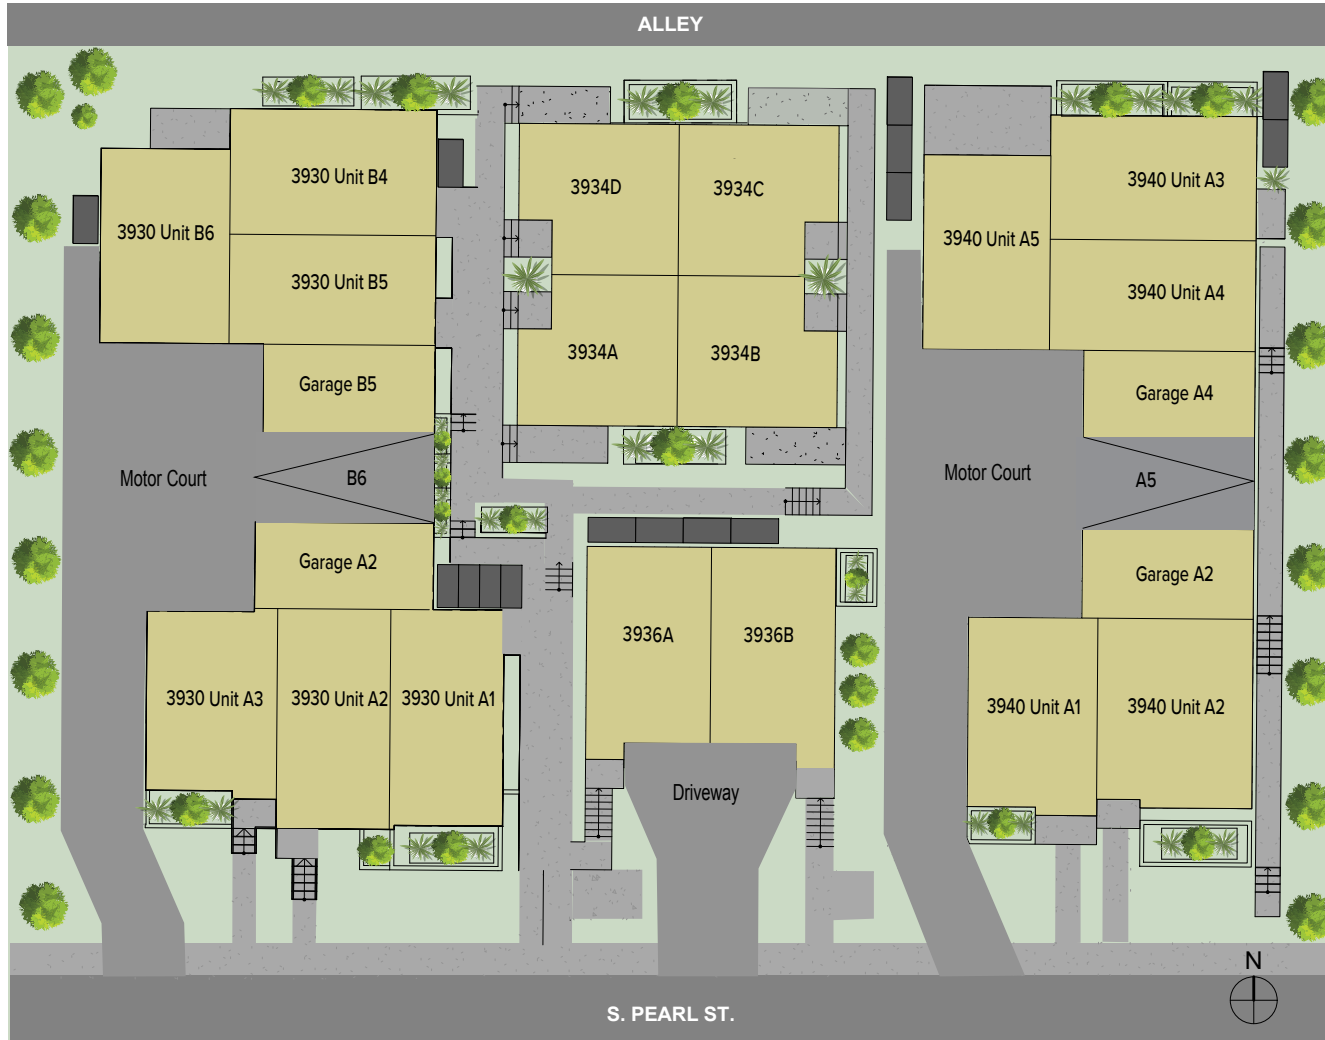 ALLEY
3930 Unit B4
3930 Unit B6
3930 Unit B5
Garage B5
Motor Court
B6
Garage A2
3930 Unit A3
3930 Unit A2
3930 Unit A1
3934D
3934C
3934A
3934B
3936A
3936B
Driveway
3940 Unit A3
3940 Unit A5
3940 Unit A4
Garage A4
Motor Court
A5
Garage A2
3940 Unit A1
3940 Unit A2
N
S. PEARL ST.